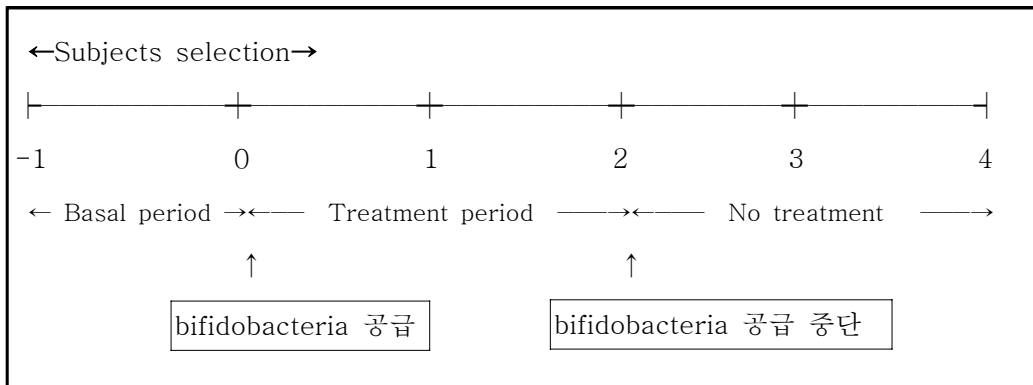 ←Subjects selection→
-1 0 1 2 3 4
← Basal period →←── Treatment period ──→←── No treatment ──→
↑ ↑
bifidobacteria 공급 bifidobacteria 공급 중단